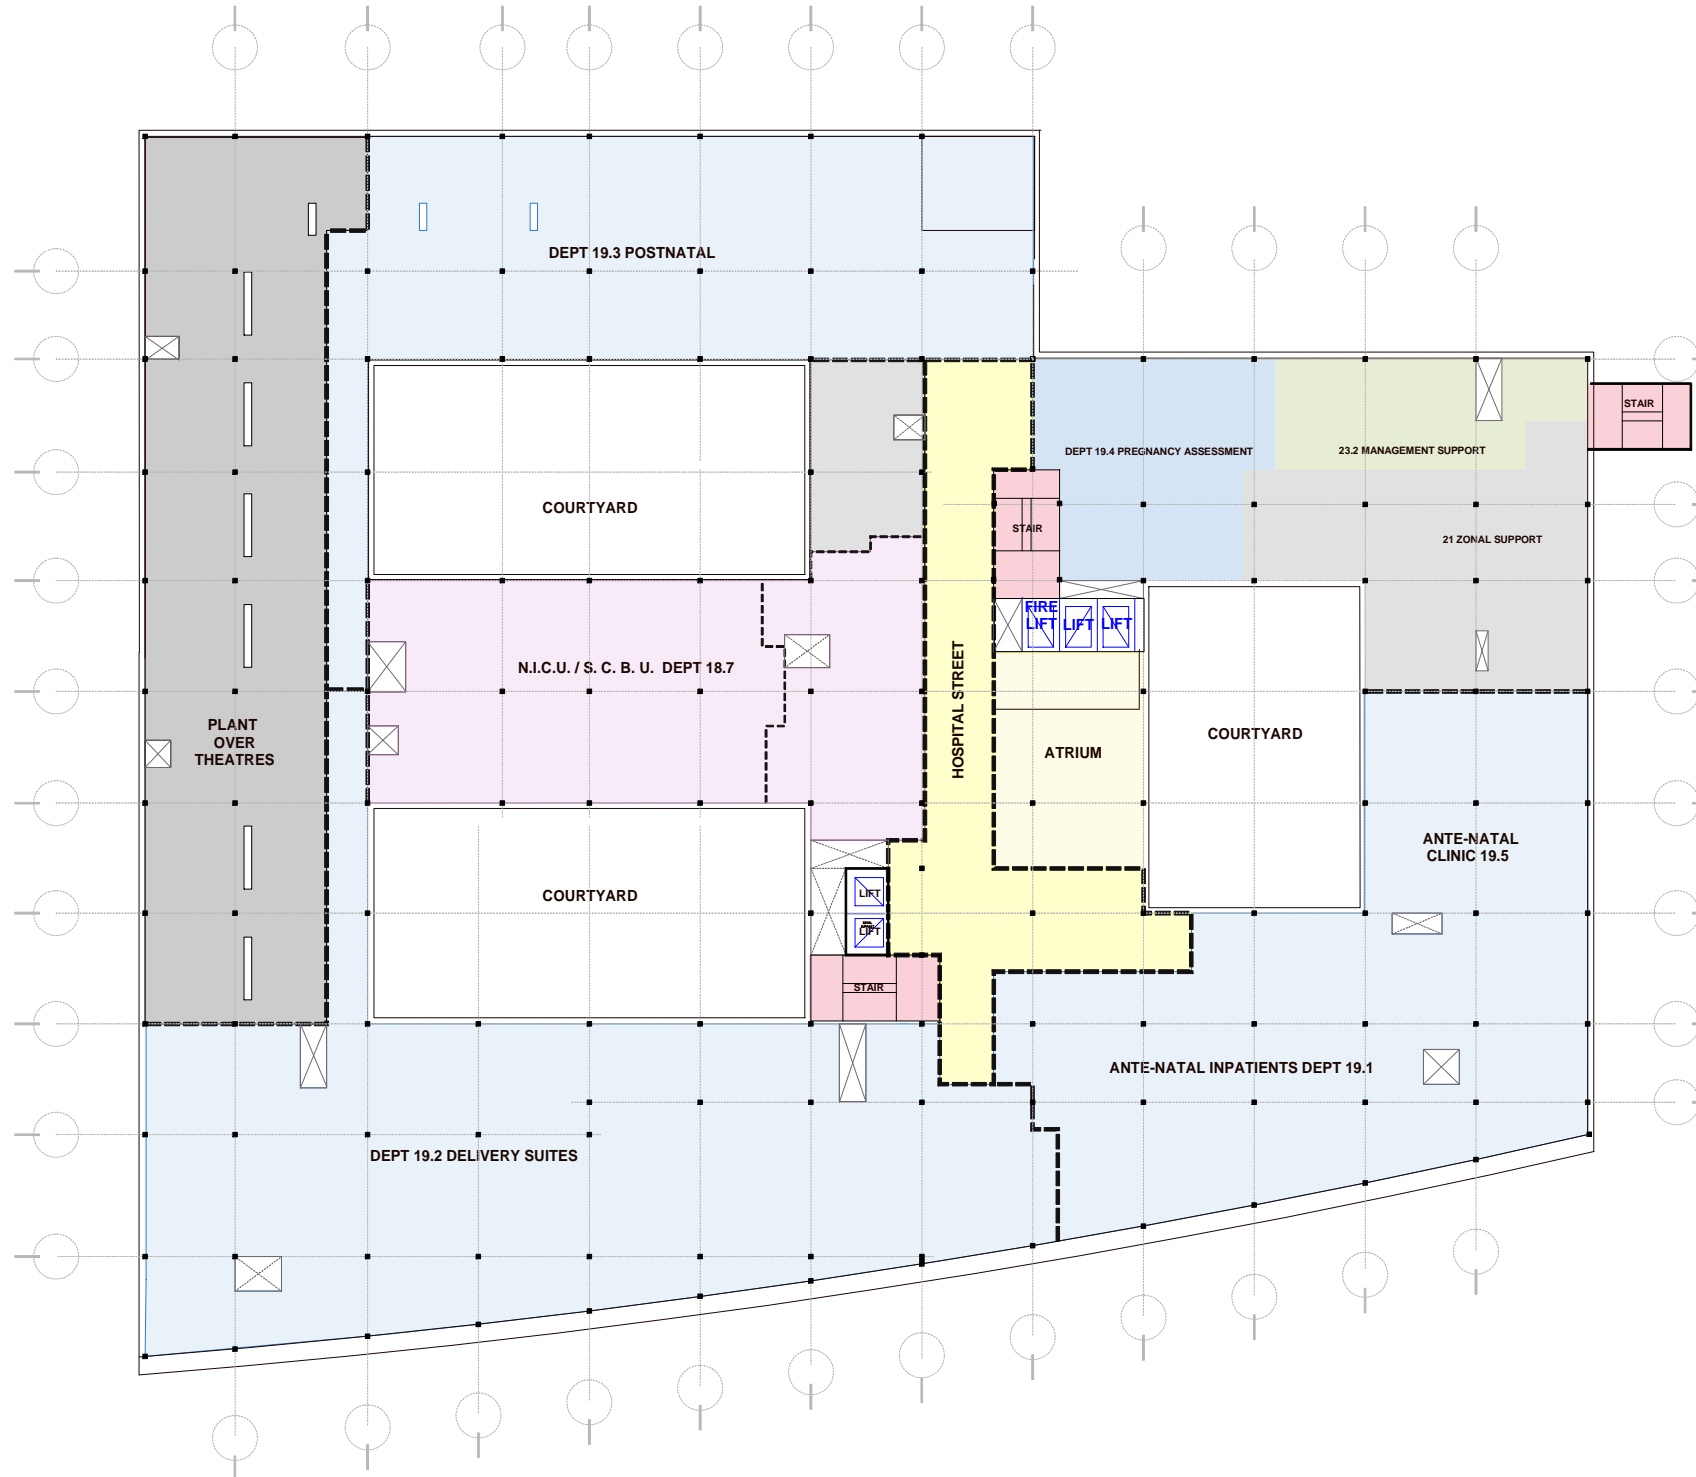 DEPT 19.3 POSTNATAL
STAIR
DEPT 19.4 PREGNANCY ASSESSMENT
23.2 MANAGEMENT SUPPORT
COURTYARD
STAIR
21 ZONAL SUPPORT
FIRE
LIFT
LIFT
LIFT
N.I.C.U. / S. C. B. U. DEPT 18.7
HOSPITAL STREET
PLANT
OVER
THEATRES
ATRIUM
COURTYARD
ANTE-NATAL
CLINIC 19.5
COURTYARD
LIFT
LIFT
STAIR
ANTE-NATAL INPATIENTS DEPT 19.1
DEPT 19.2 DELIVERY SUITES